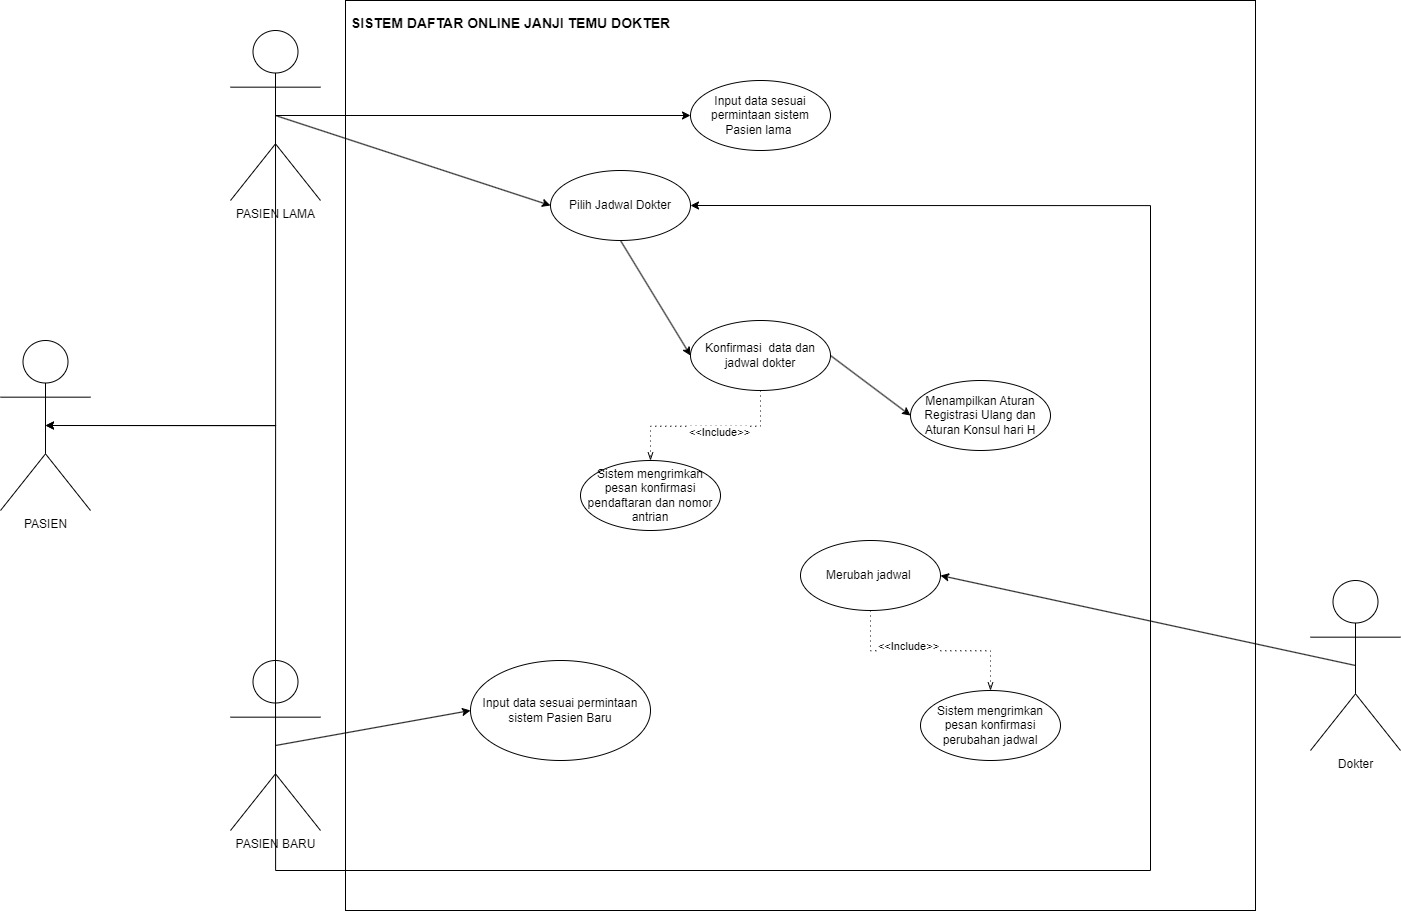 SISTEM DAFTAR ONLINE JANJI TEMU DOKTER
Input data sesuai
permintaan sistem
Pasien lama
PASIEN LAMA
Pilih Jadwal Dokter
Konfirmasi data dan
jadwal dokter
Menampilkan Aturan
Registrasi Ulang dan
Aturan Konsul hari H
<<Include>>
Sistem mengrimkan
pesan konfirmasi
pendaftaran dan nomor
antrian
PASIEN
Merubah jadwal
<<Include>>
Input data sesuai permintaan
sistem Pasien Baru
Sistem mengrimkan
pesan konfirmasi
perubahan jadwal
Dokter
PASIEN BARU